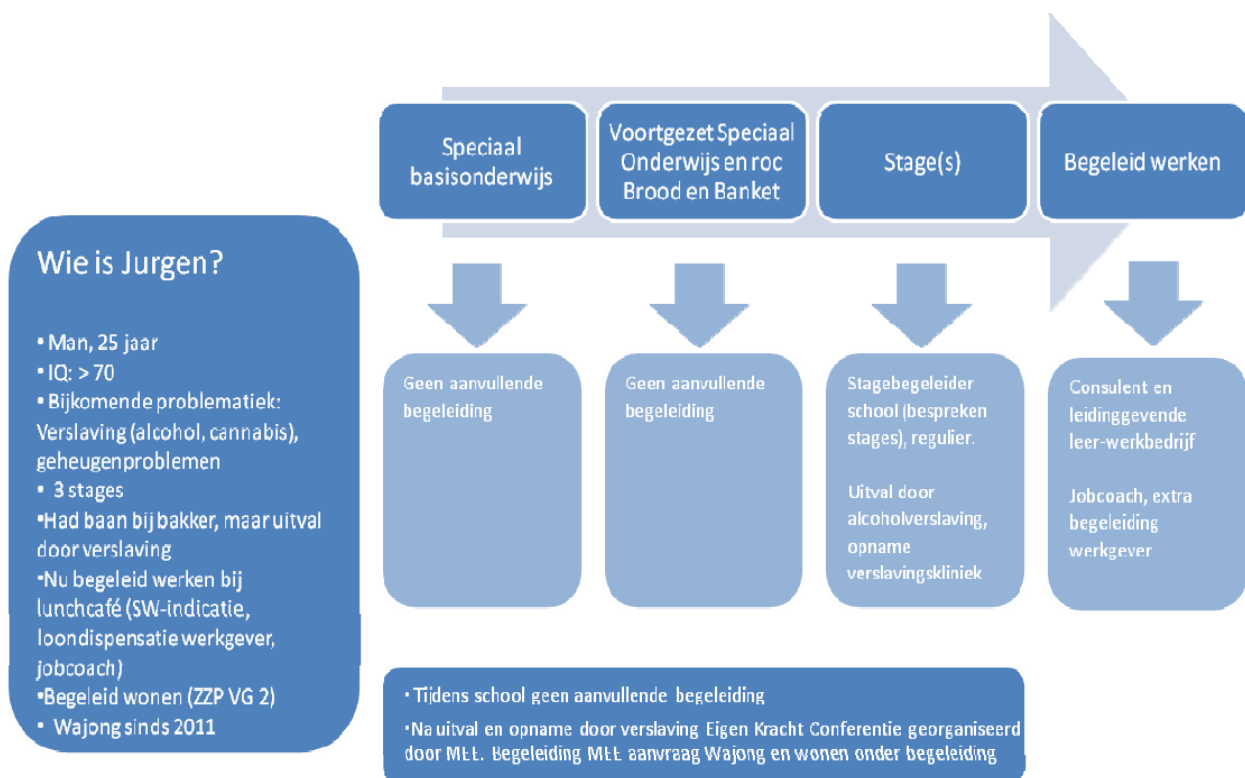 Speciaal
basisonderwijs
Voortgezet Speciaal
Onderwijs en roc
Brood en Banket
Stage(s)
Begeleid werken
Wie is Jurgen?
• Man, 25 jaar
• IQ: > 70
• Bijkomende problematiek:
Verslaving (alcohol, cannabis),
geheugenproblemen
• 3 stages
•Had baan bij bakker, maar uitval
door verslaving
•Nu begeleid werken bij
lunchcafé (SW-indicatie,
loondispensatie werkgever,
jobcoach)
•Begeleid wonen (ZZP VG 2)
• Wajong sinds 2011
Geen aanvullende
begeleiding
Geen aanvullende
begeleiding
Stagebegeleider
school (bespreken
stages), regulier.
Uitval door
alcoholverslaving,
opname
verslavingskliniek
Consulent en
leidinggevende
leer-werkbedrijf
Jobcoach, extra
begeleiding
werkgever
• Tijdens school geen aanvullende begeleiding
•Na uitval en opname door verslaving Eigen Kracht Conferentie georganiseerd
door MEE. Begeleiding MEE aanvraag Wajong en wonen onder begeleiding